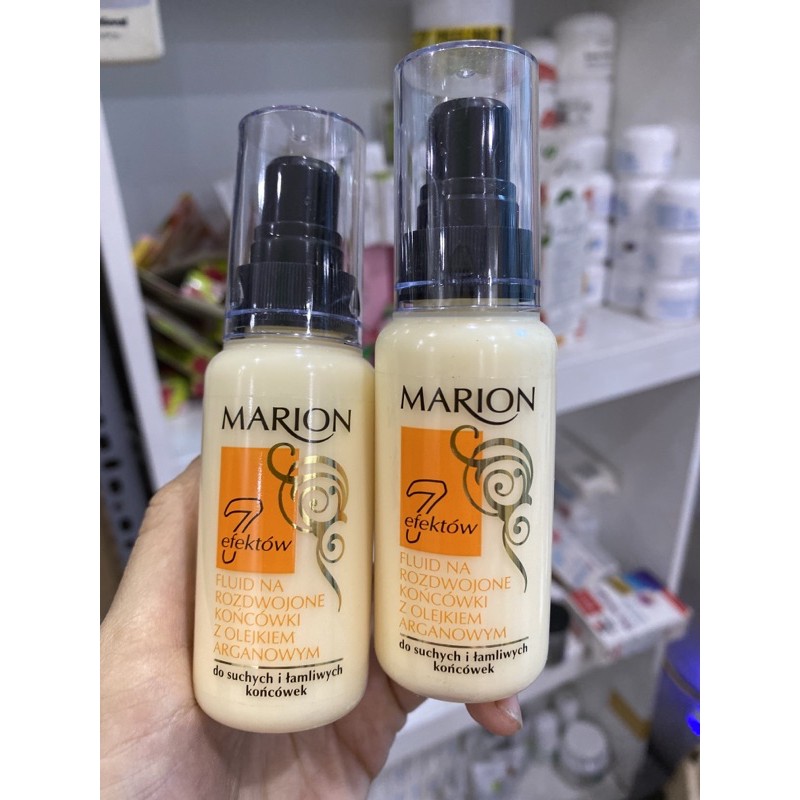 MARION
7
efektów
FLUID NA
ROZDWOJONE
KOŃCÓWKI
Z OLEJKIEM
ARGANOWYM
do suchych i łamliwych
końcówek
MARION
7
efektów
FLUID NA
ROZDWOJONE
KOŃCÓWKI
Z OLEJKIEM
ARGANOWYM
do suchych i łamliwych
końcówek